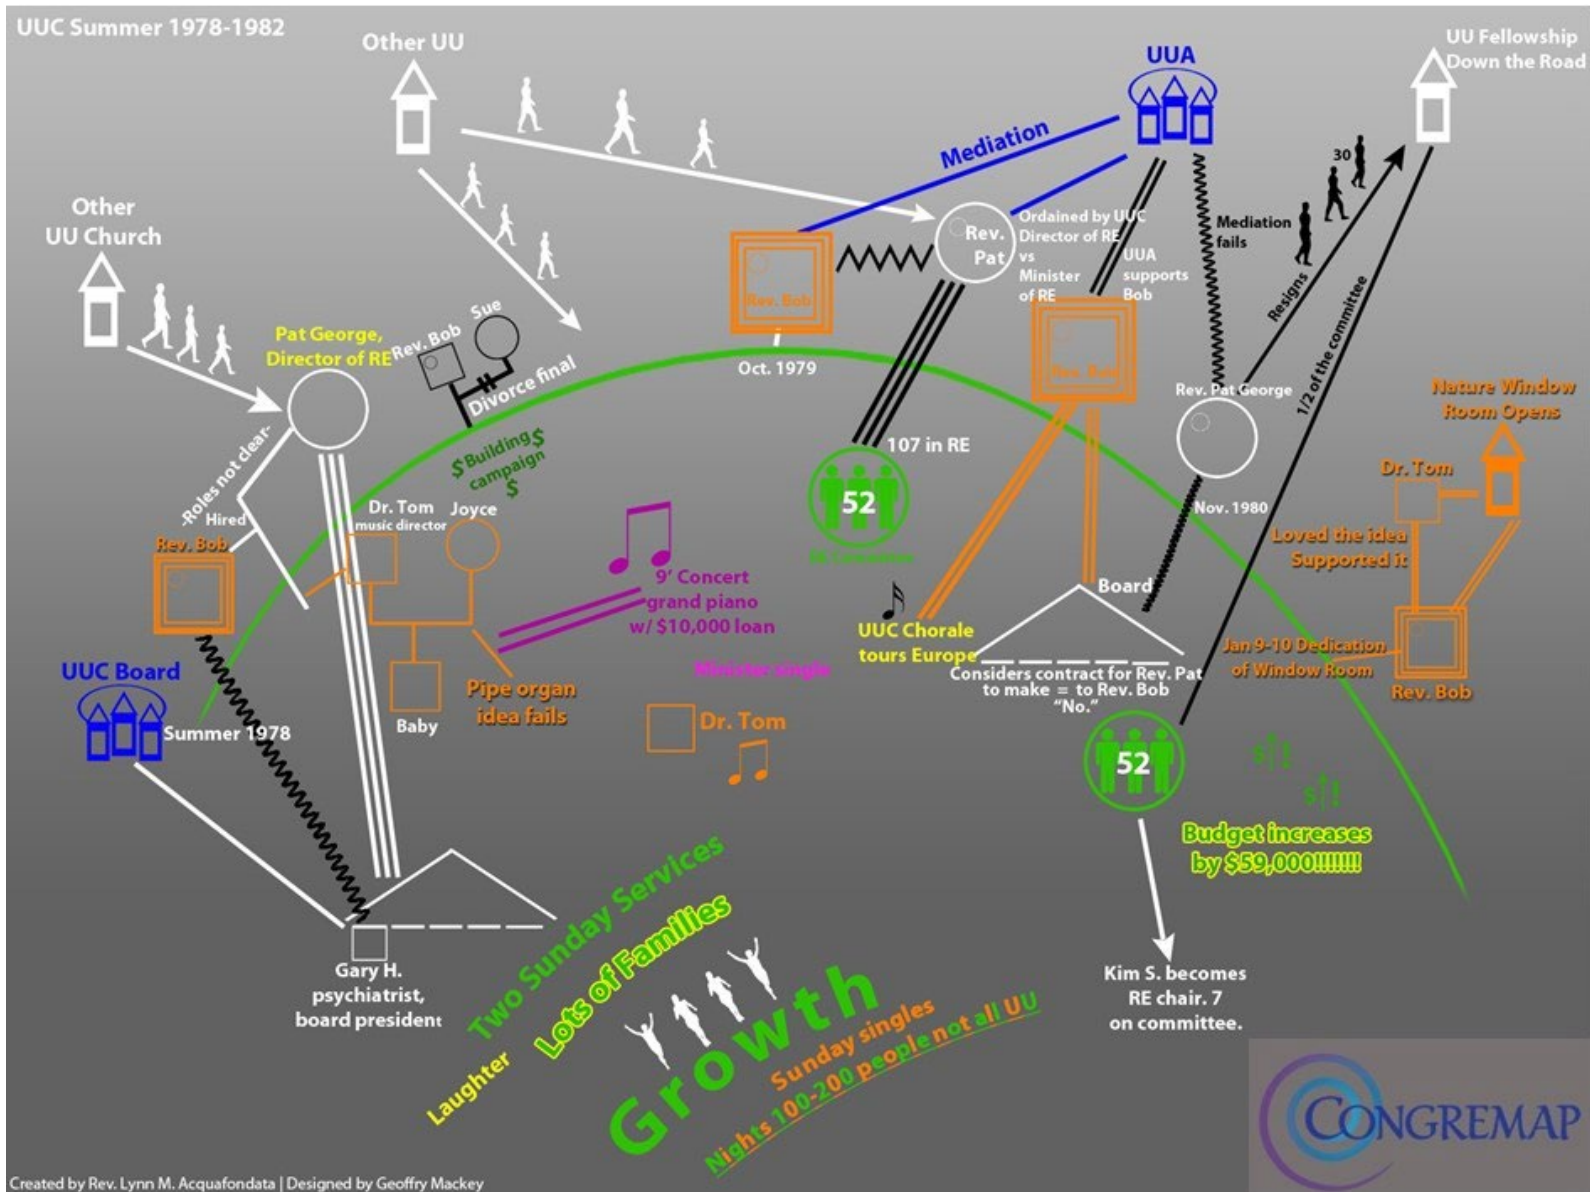 UUC Summer 1978-1982
Other UU
UUA
UU Fellowship
Down the Road
Mediation
30
Other
UU Church
Rev.
Pat
Ordained by UUC
Director of RE
vs
Minister
of RE
UUA
supports
Bob
Mediation
fails
Resigns
1/2 of the committee
Rev. Bob
Rev. Bob
Sue
Divorce final
Pat George,
Director of RE
Oct. 1979
Rev. Bob
Rev. Pat George
Nature Window
Room Opens
-Roles not clear-
Hired
Rev. Bob
$Building$
campaign
$
107 in RE
52
Dr. Tom
music director
Joyce
Nov. 1980
Dr. Tom
Loved the idea
Supported it
9' Concert
grand piano
w/ $10,000 loan
Board
UUC Chorale
tours Europe
Considers contract for Rev. Pat
to make = to Rev. Bob
“No.”
Jan 9-10 Dedication
of Window Room
Rev. Bob
UUC Board
Summer 1978
Baby
Pipe organ
idea fails
Minister single
Dr. Tom
52
$ !
$ !
Budget increases
by $59,000!!!!!!!
Gary H.
psychiatrist,
board president
Two Sunday Services
Lots of Families
Laughter
Growth
Sunday singles
Nights 100-200 people not all UU
Kim S. becomes
RE chair. 7
on committee.
CONGREMAP
Created by Rev. Lynn M. Acquafondata | Designed by Geoffry Mackey